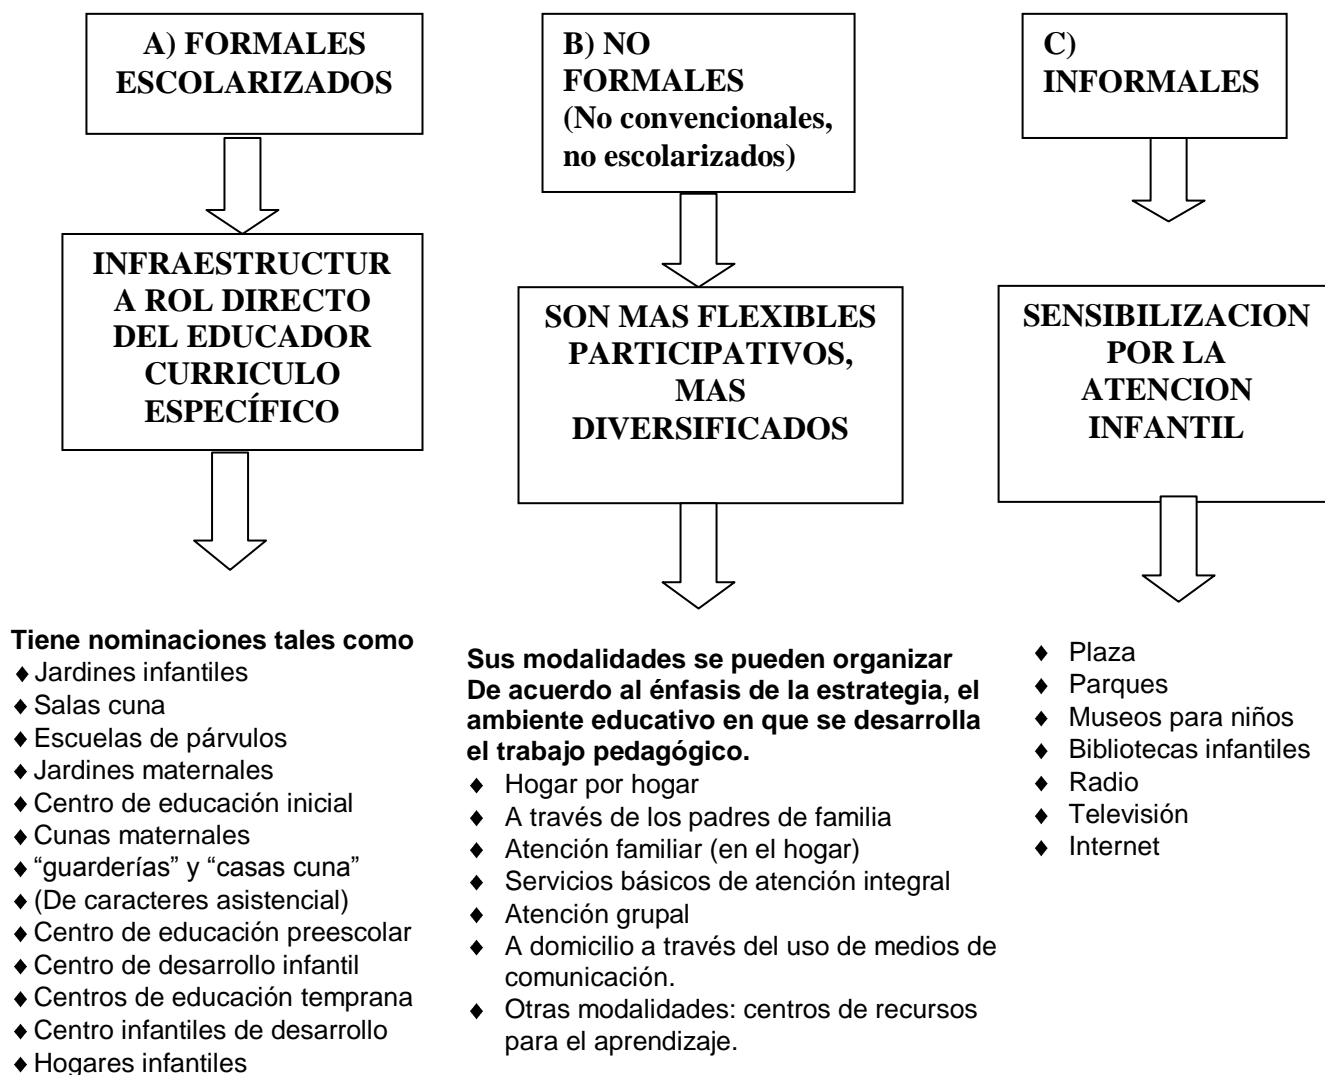 A) FORMALES
ESCOLARIZADOS
INFRAESTRUCTUR
A ROL DIRECTO
DEL EDUCADOR
CURRICULO
ESPECÍFICO
Tiene nominaciones tales como
♦ Jardines infantiles
♦ Salas cuna
♦ Escuelas de párvulos
♦ Jardines maternales
♦ Centro de educación inicial
♦ Cunas maternales
♦ “guarderías” y “casas cuna”
♦ (De caracteres asistencial)
♦ Centro de educación preescolar
♦ Centro de desarrollo infantil
♦ Centros de educación temprana
♦ Centro infantiles de desarrollo
♦ Hogares infantiles
B) NO
FORMALES
(No convencionales,
no escolarizados)
SON MAS FLEXIBLES
PARTICIPATIVOS,
MAS
DIVERSIFICADOS
Sus modalidades se pueden organizar
De acuerdo al énfasis de la estrategia, el
ambiente educativo en que se desarrolla
el trabajo pedagógico.
♦ Hogar por hogar
♦ A través de los padres de familia
♦ Atención familiar (en el hogar)
♦ Servicios básicos de atención integral
♦ Atención grupal
♦ A domicilio a través del uso de medios de
comunicación.
♦ Otras modalidades: centros de recursos
para el aprendizaje.
C)
INFORMALES
SENSIBILIZACION
POR LA
ATENCION
INFANTIL
♦ Plaza
♦ Parques
♦ Museos para niños
♦ Bibliotecas infantiles
♦ Radio
♦ Televisión
♦ Internet